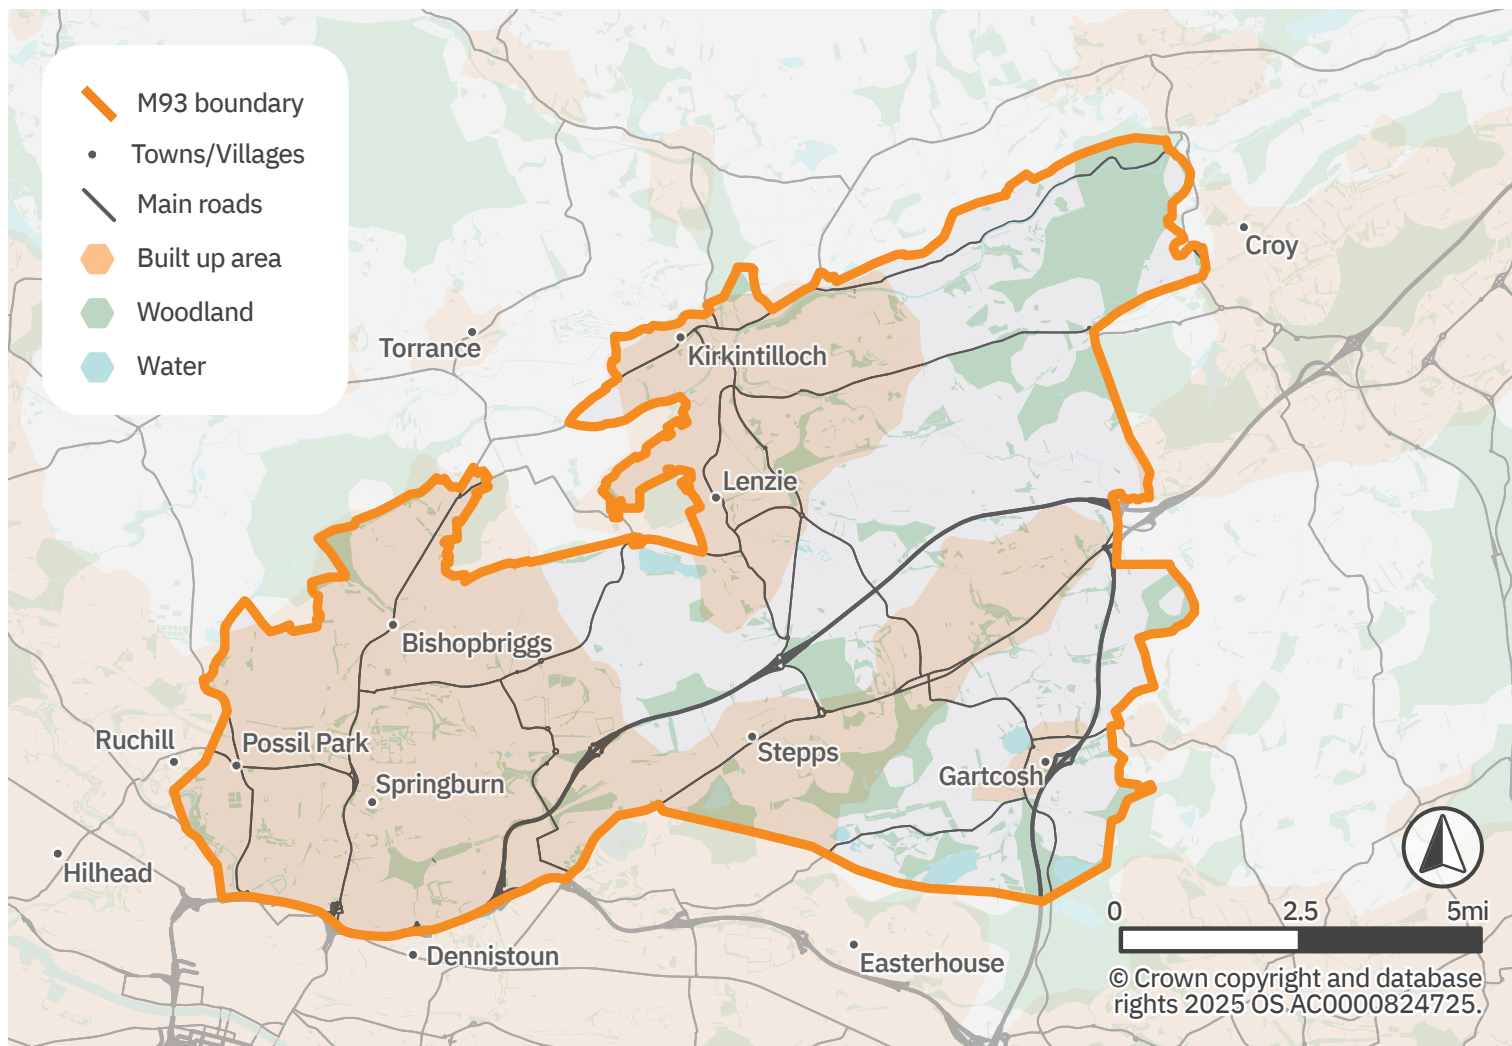 M93 boundary
Towns/Villages
Main roads
Built up area
Woodland
Water
Croy
Torrance
Kirkintilloch
Lenzie
Bishopbriggs
Ruchill
Possil Park
Stepps
Springburn
Gartcosh
Hilhead
Dennistoun
Easterhouse
0 2.5 5mi
© Crown copyright and database
rights 2025 OS AC0000824725.